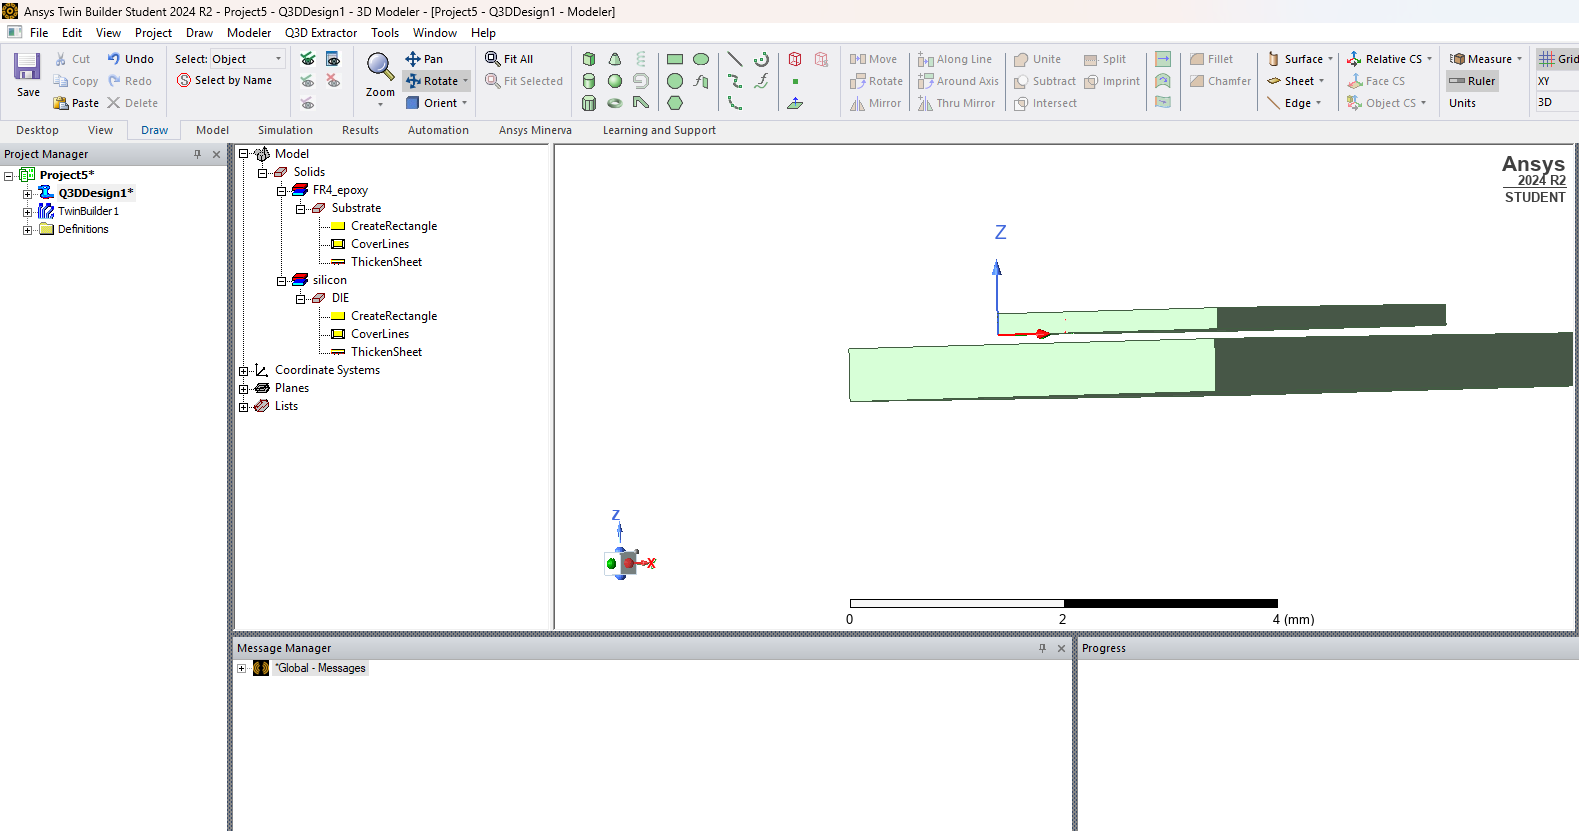 Ansys Twin Builder Student 2024 R2 - Project5 - Q3DDesign1 - 3D Modeler - [Project5 - Q3DDesign1 - Modeler]
File Edit View Project Draw Modeler Q3D Extractor Tools Window Help
Save
Cut Undo
Copy Redo
Paste Delete
Select: Object
Select by Name
Zoom
Pan
Rotate
Orient
Fit All
Fit Selected
Move Along Line Unite Split Fillet Surface Relative CS Measure Grid
Rotate Around Axis Subtract Imprint Chamfer Sheet Face CS Ruler XY
Mirror Thru Mirror Intersect Edge Object CS Units 3D
Desktop View Draw Model Simulation Results Automation Ansys Minerva Learning and Support
Project Manager
Project5*
Q3DDesign1*
TwinBuilder1
Definitions
Model
Solids
FR4_epoxy
Substrate
CreateRectangle
CoverLines
ThickenSheet
silicon
DIE
CreateRectangle
CoverLines
ThickenSheet
Coordinate Systems
Planes
Lists
Ansys
2024 R2
STUDENT
Z
Z
X
0 2 4 (mm)
Message Manager
*Global - Messages
Progress